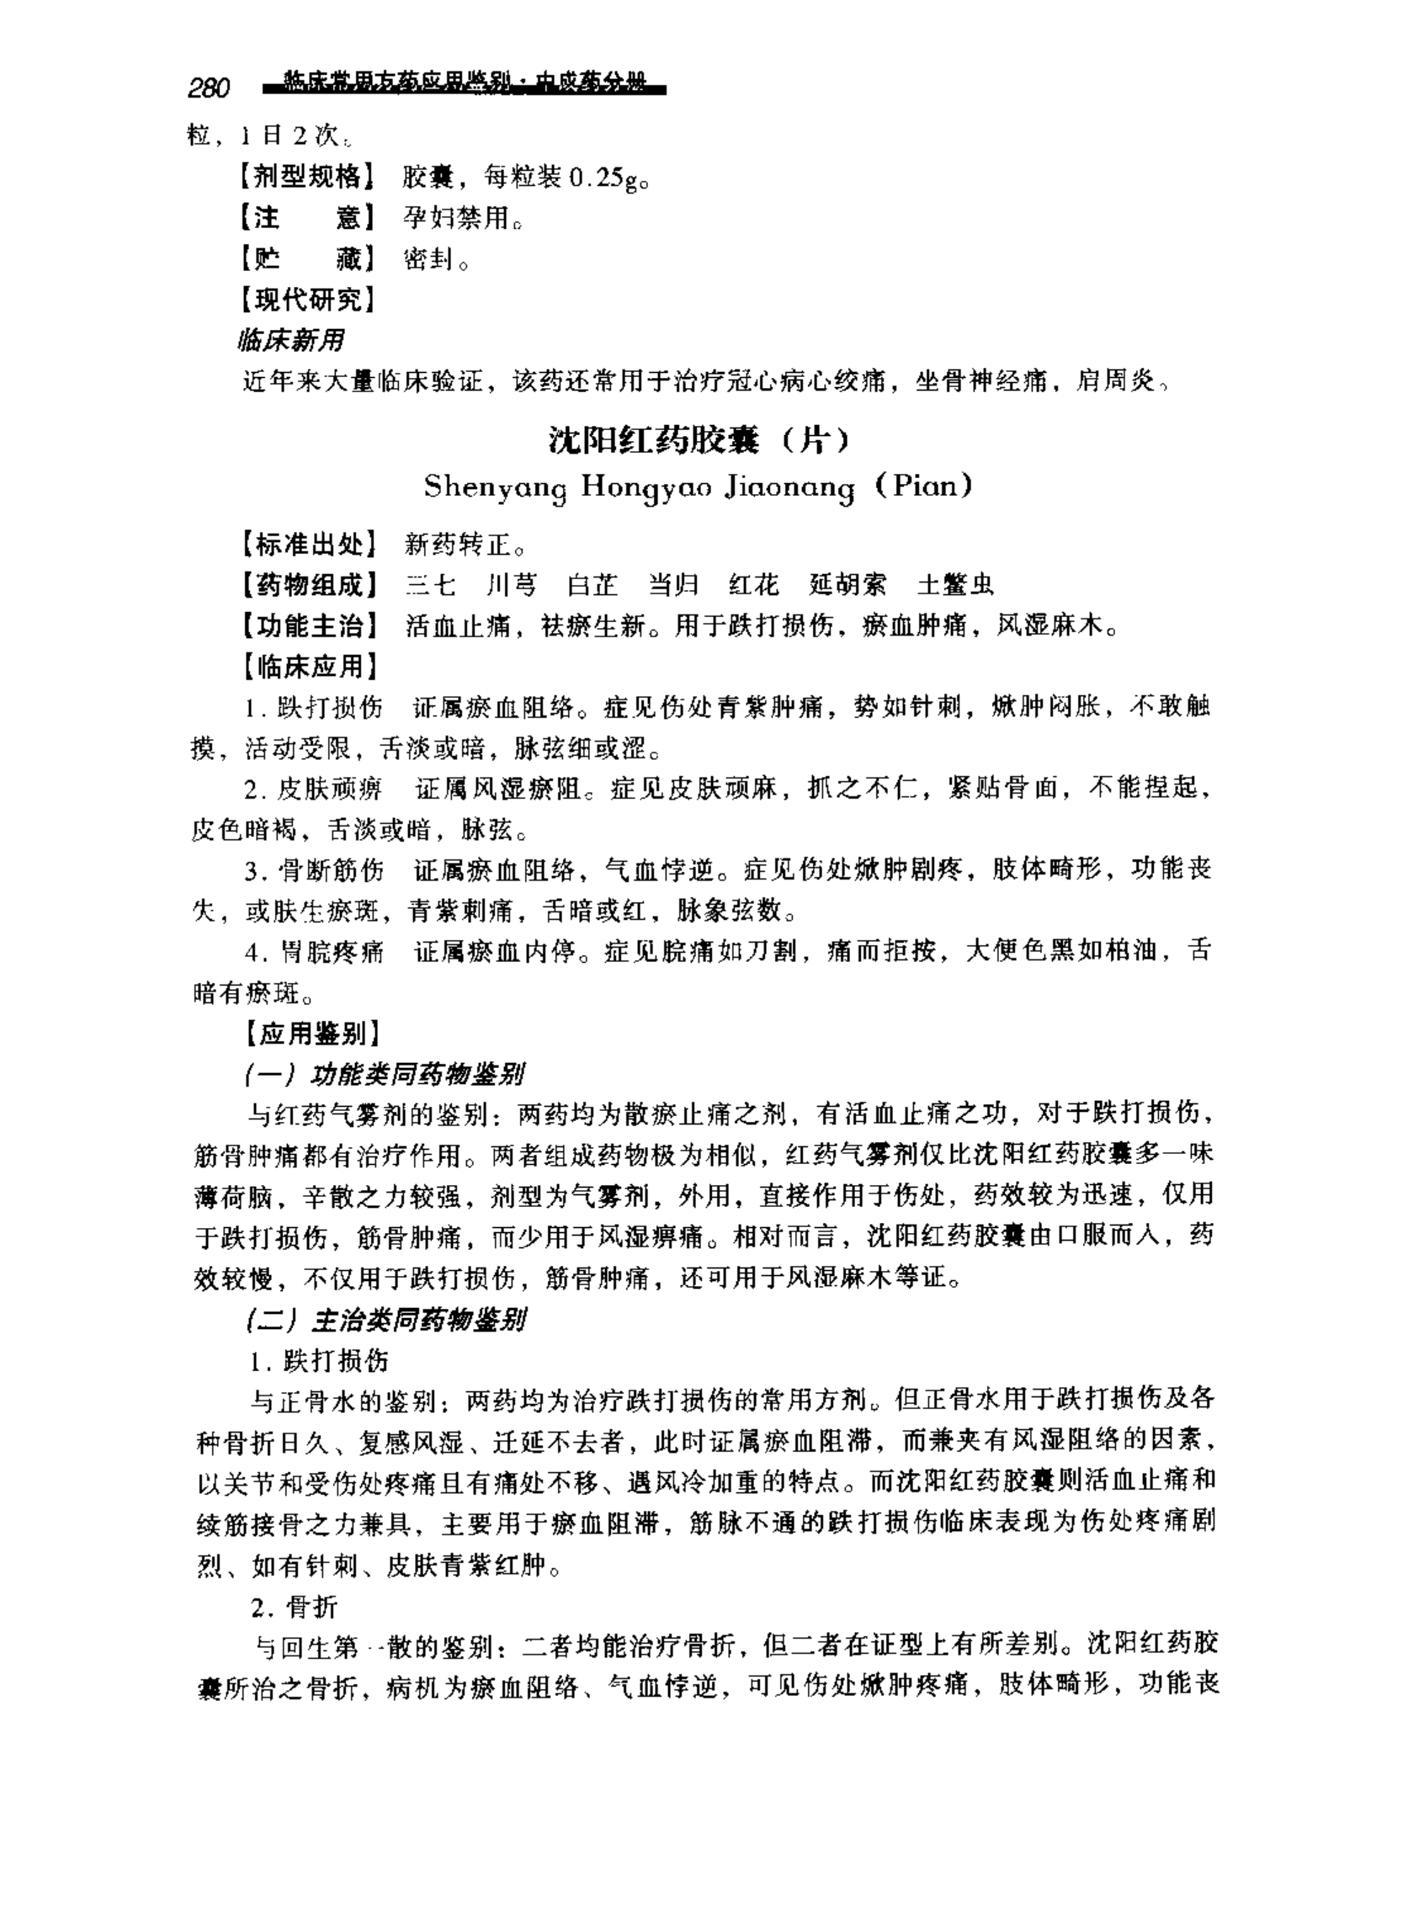 280 临床常用方药应用鉴别：中成药分册
粒，1日2次。
【剂型规格】 胶囊，每粒装0.25g。
【注　　意】 孕妇禁用。
【贮　　藏】 密封。
【现代研究】
临床新用
近年来大量临床验证，该药还常用于治疗冠心病心绞痛，坐骨神经痛，肩周炎。
沈阳红药胶囊（片）
Shenyang Hongyao Jiaonang（Pian）
【标准出处】 新药转正。
【药物组成】 三七　川芎　白芷　当归　红花　延胡索　土鳖虫
【功能主治】 活血止痛，祛瘀生新。用于跌打损伤，瘀血肿痛，风湿麻木。
【临床应用】
1. 跌打损伤　证属瘀血阻络。症见伤处青紫肿痛，势如针刺，焮肿闷胀，不敢触
摸，活动受限，舌淡或暗，脉弦细或涩。
2. 皮肤顽痹　证属风湿瘀阻。症见皮肤顽麻，抓之不仁，紧贴骨面，不能捏起，
皮色暗褐，舌淡或暗，脉弦。
3. 骨断筋伤　证属瘀血阻络，气血悖逆。症见伤处焮肿剧疼，肢体畸形，功能丧
失，或肤生瘀斑，青紫刺痛，舌暗或红，脉象弦数。
4. 胃脘疼痛　证属瘀血内停。症见脘痛如刀割，痛而拒按，大便色黑如柏油，舌
暗有瘀斑。
【应用鉴别】
（一）功能类同药物鉴别
与红药气雾剂的鉴别：两药均为散瘀止痛之剂，有活血止痛之功，对于跌打损伤，
筋骨肿痛都有治疗作用。两者组成药物极为相似，红药气雾剂仅比沈阳红药胶囊多一味
薄荷脑，辛散之力较强，剂型为气雾剂，外用，直接作用于伤处，药效较为迅速，仅用
于跌打损伤，筋骨肿痛，而少用于风湿痹痛。相对而言，沈阳红药胶囊由口服而入，药
效较慢，不仅用于跌打损伤，筋骨肿痛，还可用于风湿麻木等证。
（二）主治类同药物鉴别
1. 跌打损伤
与正骨水的鉴别：两药均为治疗跌打损伤的常用方剂。但正骨水用于跌打损伤及各
种骨折日久、复感风湿、迁延不去者，此时证属瘀血阻滞，而兼夹有风湿阻络的因素，
以关节和受伤处疼痛且有痛处不移、遇风冷加重的特点。而沈阳红药胶囊则活血止痛和
续筋接骨之力兼具，主要用于瘀血阻滞，筋脉不通的跌打损伤临床表现为伤处疼痛剧
烈、如有针刺、皮肤青紫红肿。
2. 骨折
与回生第一散的鉴别：二者均能治疗骨折，但二者在证型上有所差别。沈阳红药胶
囊所治之骨折，病机为瘀血阻络、气血悖逆，可见伤处焮肿疼痛，肢体畸形，功能丧